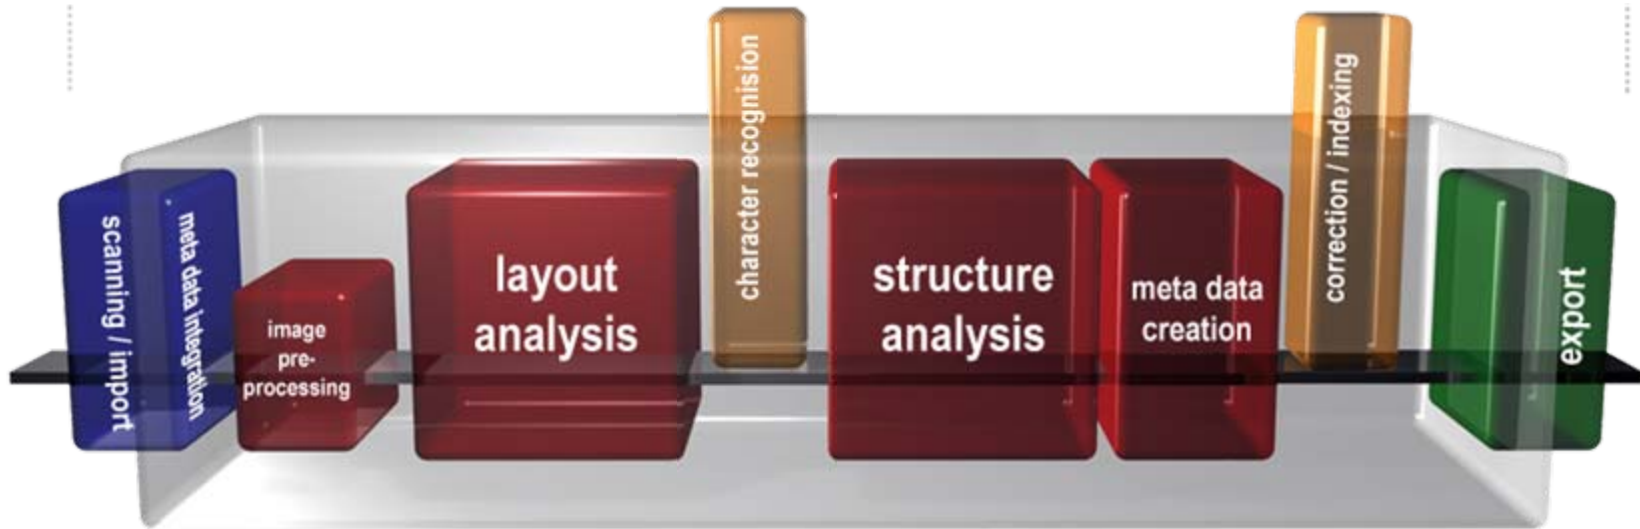 scanning / import
meta data integration
image
pre-
processing
layout
analysis
character recognision
structure
analysis
meta data
creation
correction / indexing
export